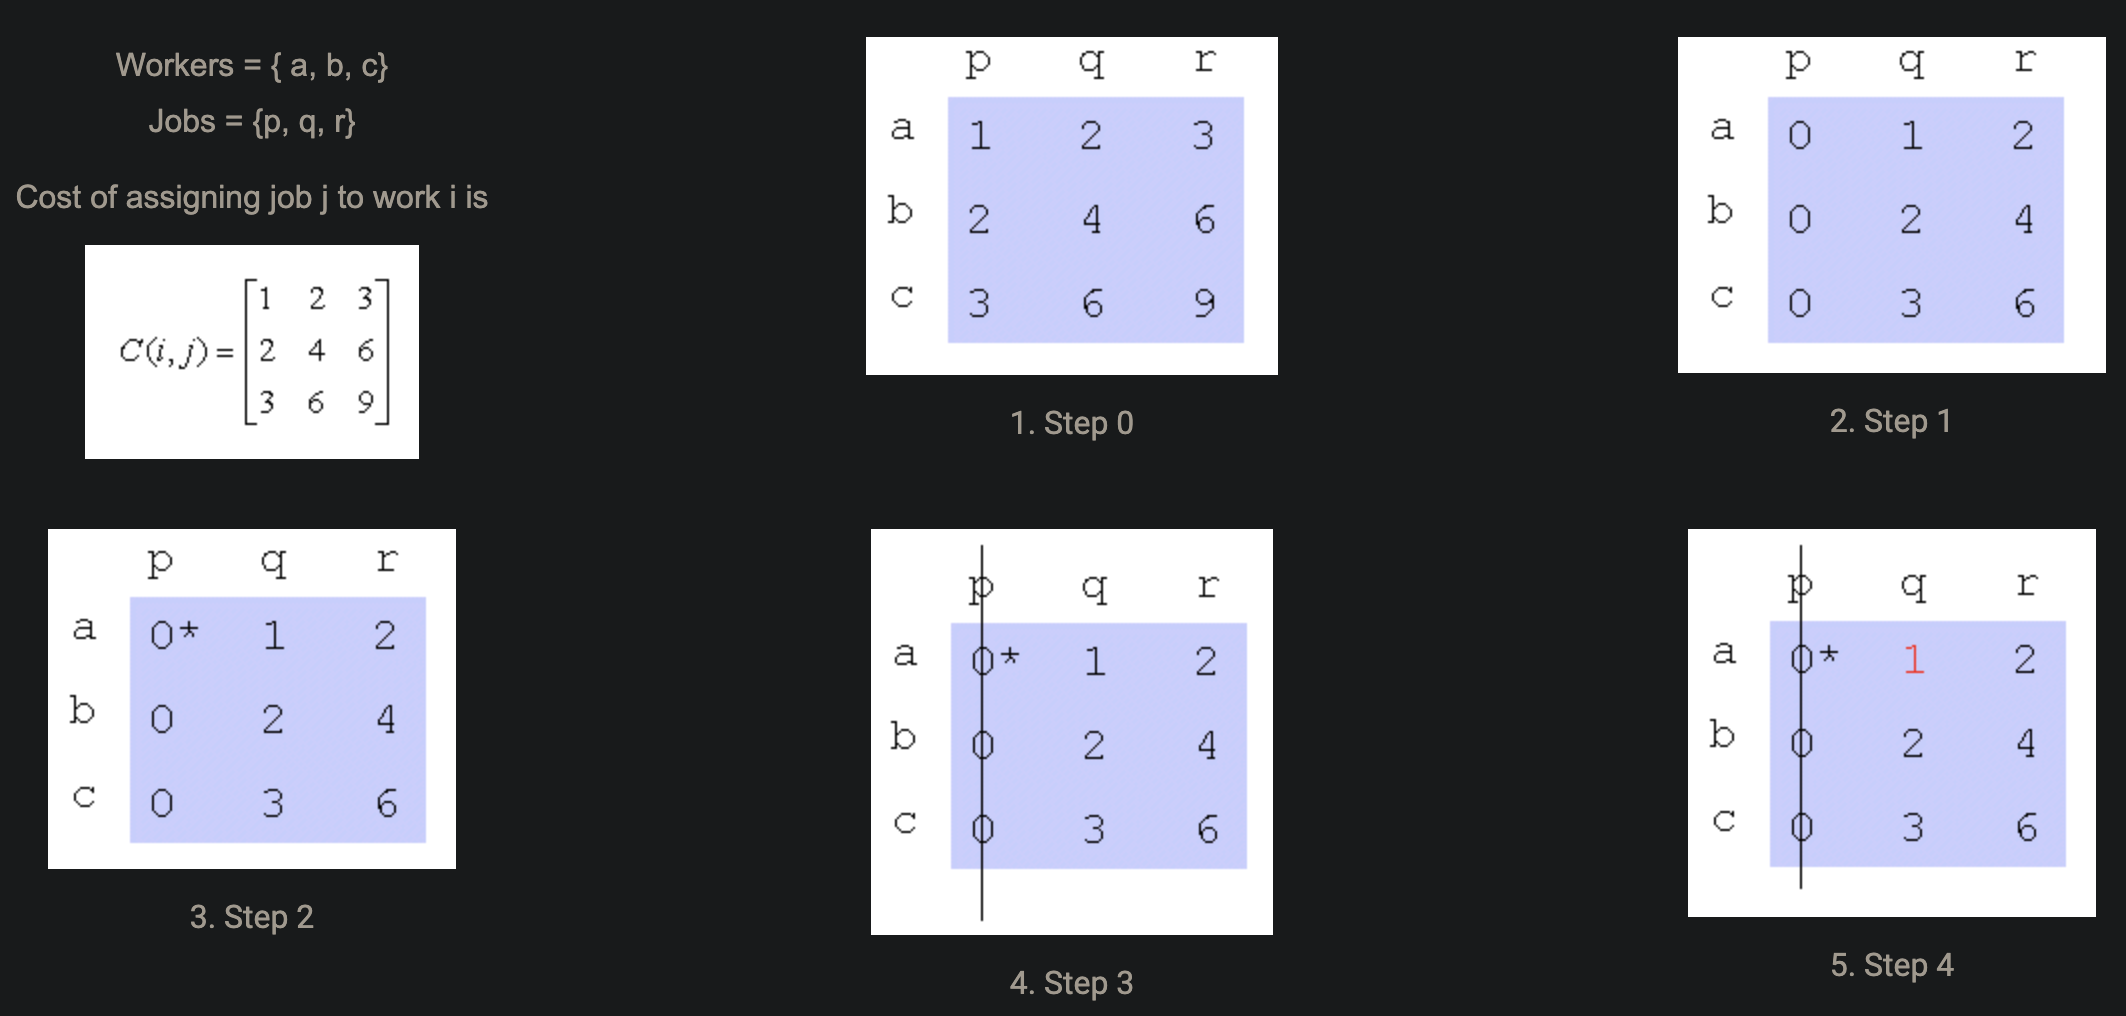 Workers = { a, b, c}
Jobs = {p, q, r}
Cost of assigning job j to work i is
C(i, j) =
1 2 3
2 4 6
3 6 9
p q r
a 1 2 3
b 2 4 6
c 3 6 9
1. Step 0
p q r
a 0 1 2
b 0 2 4
c 0 3 6
2. Step 1
p q r
a 0* 1 2
b 0 2 4
c 0 3 6
3. Step 2
p q r
a 0* 1 2
b 0 2 4
c 0 3 6
4. Step 3
p q r
a 0* 1 2
b 0 2 4
c 0 3 6
5. Step 4